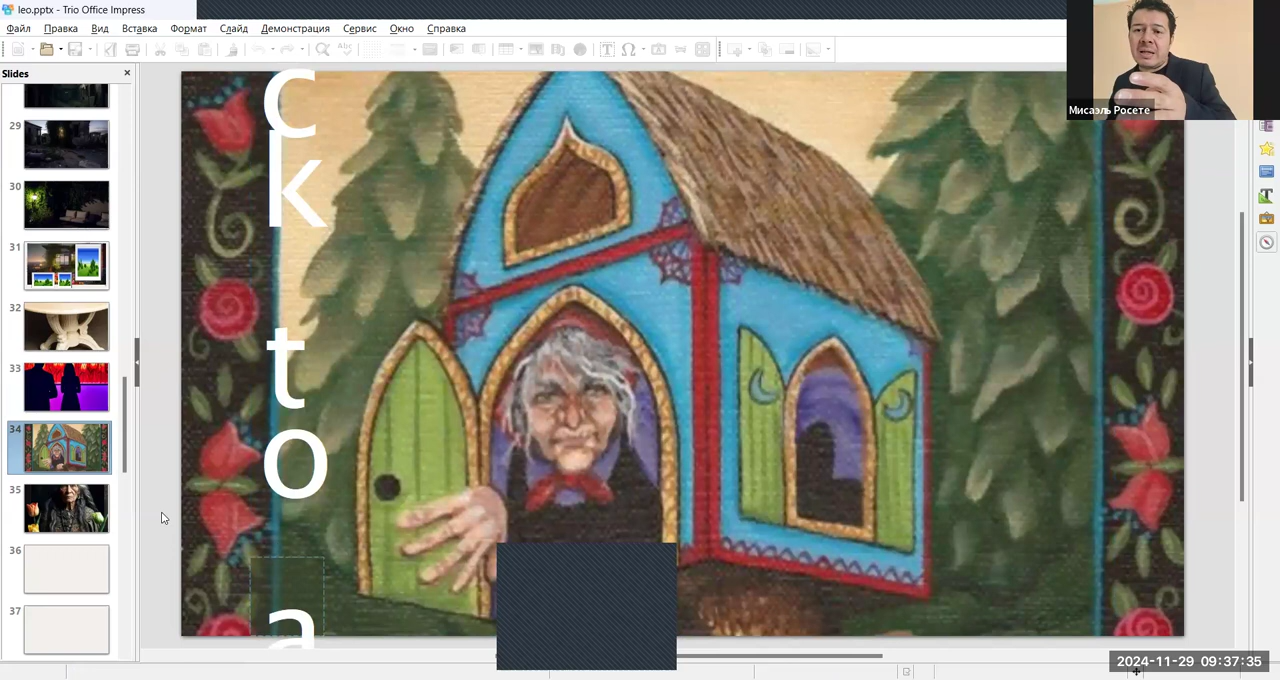 leo.pptx - Trio Office Impress
Файл Правка Вид Вставка Формат Слайд Демонстрация Сервис Окно Справка
Slides
29
30
31
32
33
34
35
36
37
c
k
t
o
a
Мисаэль Росете
2024-11-29 09:37:35